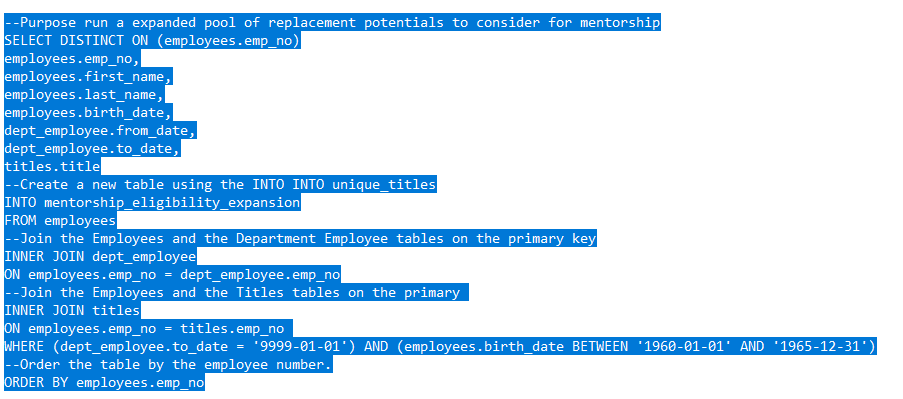 --Purpose run a expanded pool of replacement potentials to consider for mentorship
SELECT DISTINCT ON (employees.emp_no)
employees.emp_no,
employees.first_name,
employees.last_name,
employees.birth_date,
dept_employee.from_date,
dept_employee.to_date,
titles.title
--Create a new table using the INTO INTO unique_titles
INTO mentorship_eligibility_expansion
FROM employees
--Join the Employees and the Department Employee tables on the primary key
INNER JOIN dept_employee
ON employees.emp_no = dept_employee.emp_no
--Join the Employees and the Titles tables on the primary
INNER JOIN titles
ON employees.emp_no = titles.emp_no
WHERE (dept_employee.to_date = '9999-01-01') AND (employees.birth_date BETWEEN '1960-01-01' AND '1965-12-31')
--Order the table by the employee number.
ORDER BY employees.emp_no